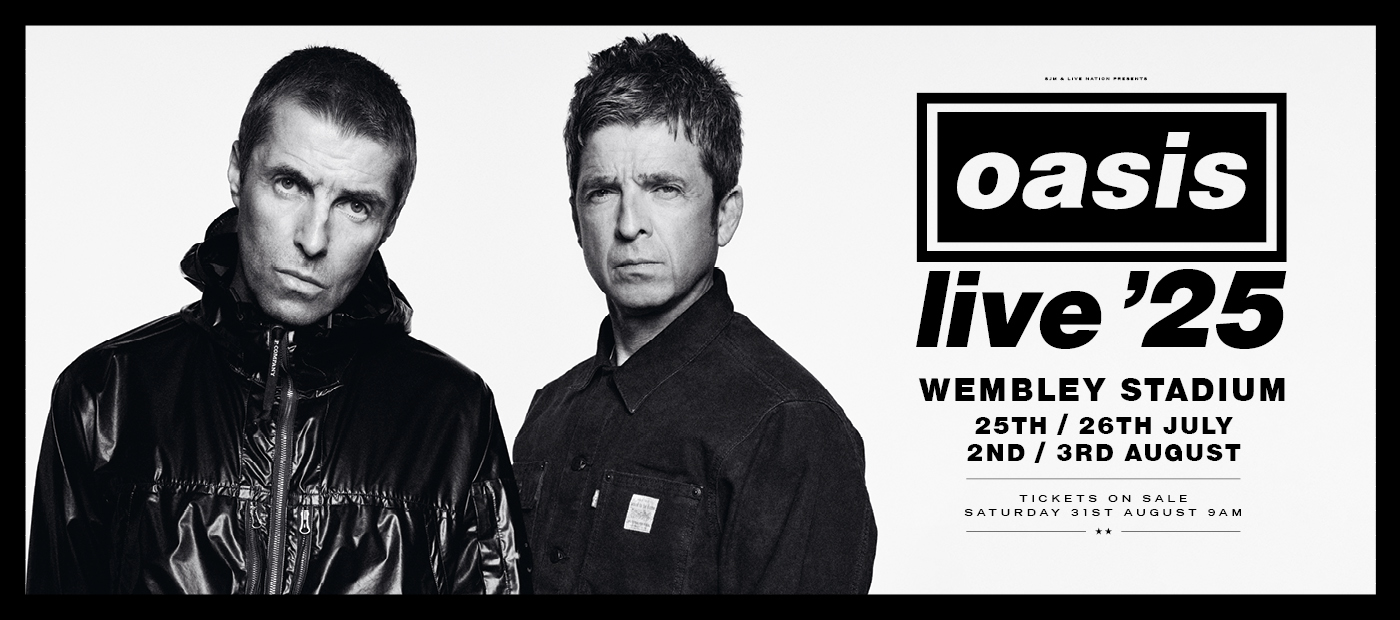 SJM & LIVE NATION PRESENTS
oasis
live '25
WEMBLEY STADIUM
25TH / 26TH JULY
2ND / 3RD AUGUST
TICKETS ON SALE
SATURDAY 31ST AUGUST 9AM